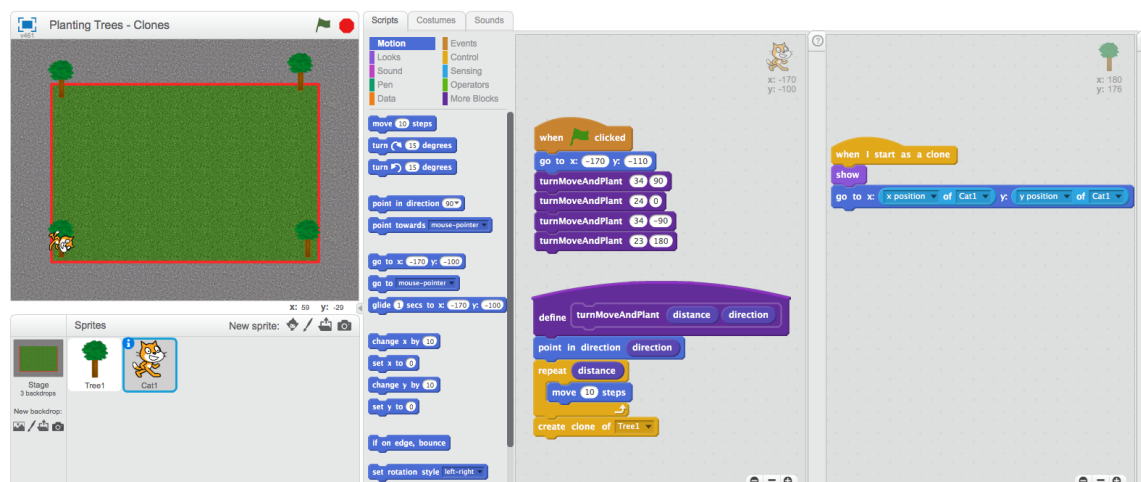 Planting Trees - Clones
v461
x: 59 y: -29
Sprites
New sprite:
Stage
3 backdrops
New backdrop:
Tree1
Cat1
Scripts Costumes Sounds
Motion Events
Looks Control
Sound Sensing
Pen Operators
Data More Blocks
move 10 steps
turn 15 degrees
turn 15 degrees
point in direction 90
point towards mouse-pointer
go to x: -170 y: -100
go to mouse-pointer
glide 1 secs to x: -170 y: -100
change x by 10
set x to 0
change y by 10
set y to 0
if on edge, bounce
set rotation style left-right
x: -170
y: -100
when clicked
go to x: -170 y: -110
turnMoveAndPlant 34 90
turnMoveAndPlant 24 0
turnMoveAndPlant 34 -90
turnMoveAndPlant 23 180
define turnMoveAndPlant distance direction
point in direction direction
repeat distance
move 10 steps
create clone of Tree1
?
x: 180
y: 176
when I start as a clone
show
go to x: x position of Cat1 y: y position of Cat1